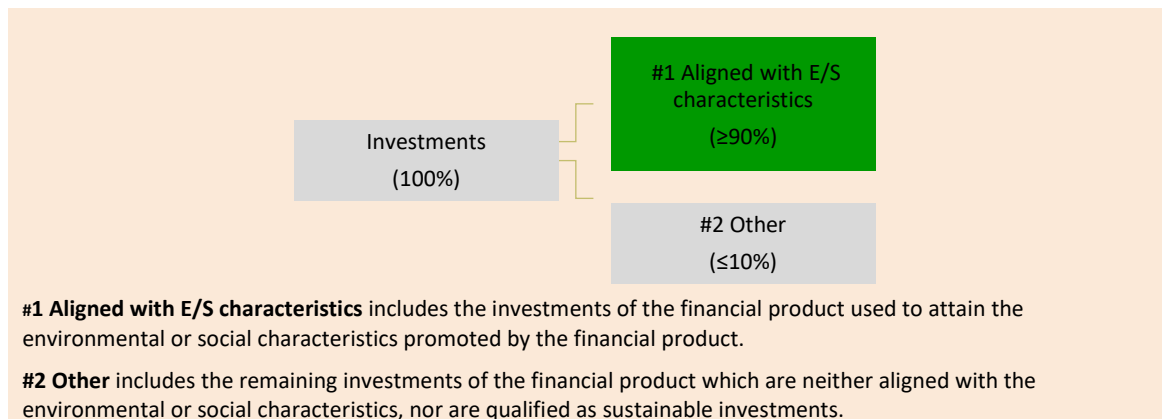 #1 Aligned with E/S
characteristics
(≥90%)
Investments
(100%)
#2 Other
(≤10%)
#1 Aligned with E/S characteristics includes the investments of the financial product used to attain the
environmental or social characteristics promoted by the financial product.
#2 Other includes the remaining investments of the financial product which are neither aligned with the
environmental or social characteristics, nor are qualified as sustainable investments.